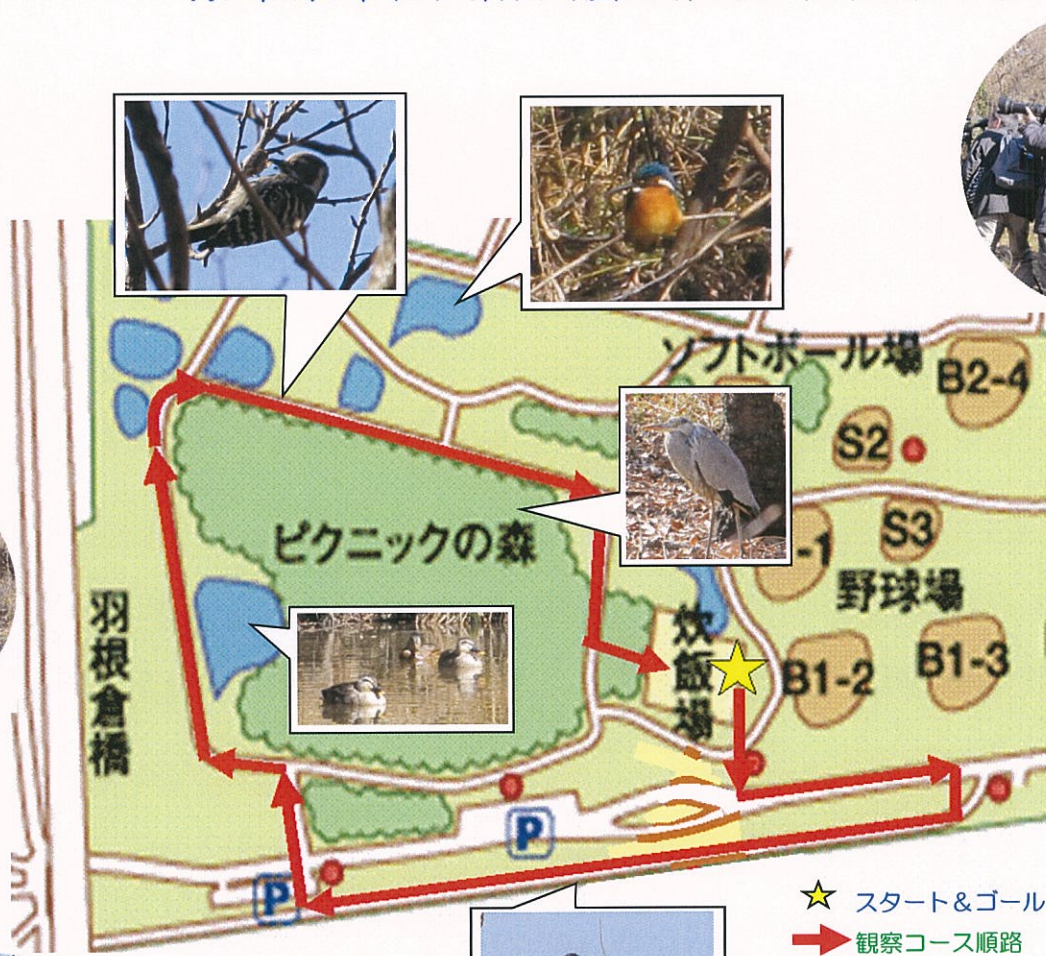 ソフトボール場
B2-4
S2
S3
-1
ピクニックの森
野球場
羽根倉橋
炊飯場
B1-2
B1-3
P
P
スタート&ゴール
観察コース順路